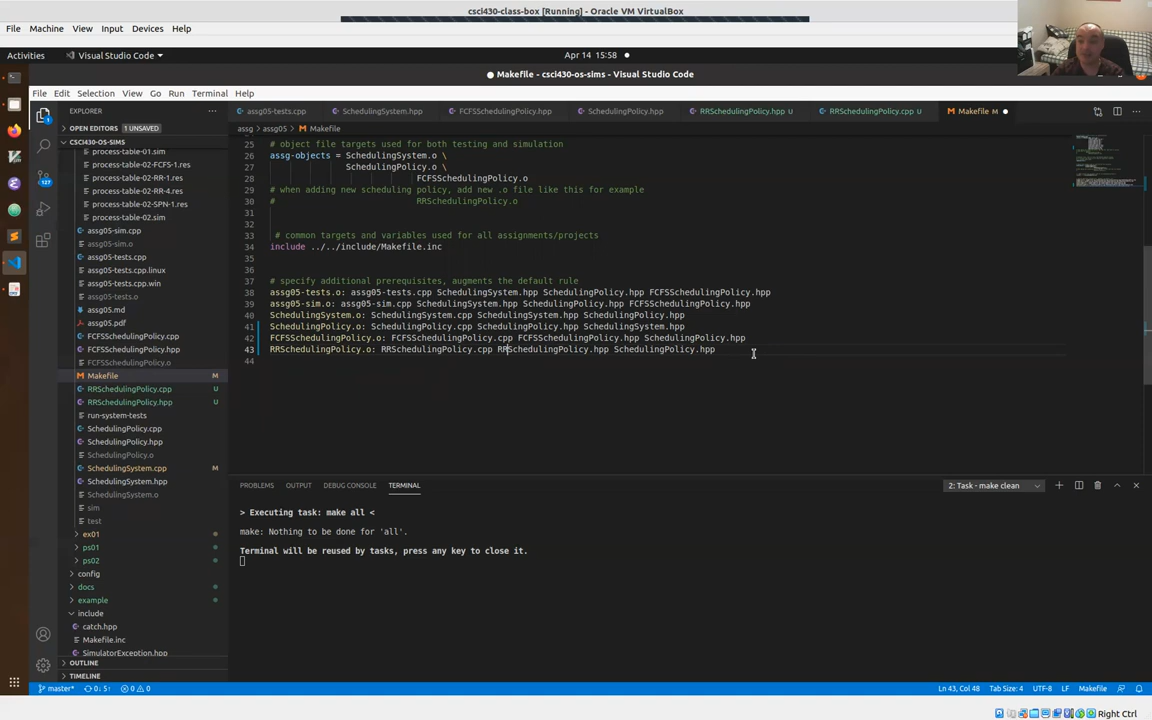 csci430-class-box [Running] - Oracle VM VirtualBox
File Machine View Input Devices Help
Activities Visual Studio Code Apr 14 15:58
Makefile - csci430-os-sims - Visual Studio Code
File Edit Selection View Go Run Terminal Help
EXPLORER
assg05-tests.cpp SchedulingSystem.hpp FCFSSchedulingPolicy.hpp SchedulingPolicy.hpp RRSchedulingPolicy.hpp U RRSchedulingPolicy.cpp U Makefile M
OPEN EDITORS 1 UNSAVED
assg > assg05 > Makefile
CSCI430-OS-SIMS
process-table-01.sim
process-table-02-FCFS-1.res
process-table-02-RR-1.res
process-table-02-RR-4.res
process-table-02-SPN-1.res
process-table-02.sim
assg05-sim.cpp
assg05-sim.o
assg05-tests.cpp
assg05-tests.cpp.linux
assg05-tests.cpp.win
assg05-tests.o
assg05.md
assg05.pdf
FCFSSchedulingPolicy.cpp
FCFSSchedulingPolicy.hpp
FCFSSchedulingPolicy.o
Makefile M
RRSchedulingPolicy.cpp U
RRSchedulingPolicy.hpp U
run-system-tests
SchedulingPolicy.cpp
SchedulingPolicy.hpp
SchedulingPolicy.o
SchedulingSystem.cpp M
SchedulingSystem.hpp
SchedulingSystem.o
sim
test
ex01
ps01
ps02
config
docs
example
include
catch.hpp
Makefile.inc
SimulatorException.hpp
OUTLINE
TIMELINE
25 # object file targets used for both testing and simulation
26 assg-objects = SchedulingSystem.o \
27 SchedulingPolicy.o \
28 FCFSSchedulingPolicy.o
29 # when adding new scheduling policy, add new .o file like this for example
30 # RRSchedulingPolicy.o
31
32
33 # common targets and variables used for all assignments/projects
34 include ../../include/Makefile.inc
35
36
37 # specify additional prerequisites, augments the default rule
38 assg05-tests.o: assg05-tests.cpp SchedulingSystem.hpp SchedulingPolicy.hpp FCFSSchedulingPolicy.hpp
39 assg05-sim.o: assg05-sim.cpp SchedulingSystem.hpp SchedulingPolicy.hpp FCFSSchedulingPolicy.hpp
40 SchedulingSystem.o: SchedulingSystem.cpp SchedulingSystem.hpp SchedulingPolicy.hpp
41 SchedulingPolicy.o: SchedulingPolicy.cpp SchedulingPolicy.hpp SchedulingSystem.hpp
42 FCFSSchedulingPolicy.o: FCFSSchedulingPolicy.cpp FCFSSchedulingPolicy.hpp SchedulingPolicy.hpp
43 RRSchedulingPolicy.o: RRSchedulingPolicy.cpp RRSchedulingPolicy.hpp SchedulingPolicy.hpp
44
PROBLEMS OUTPUT DEBUG CONSOLE TERMINAL 2: Task - make clean
> Executing task: make all <
make: Nothing to be done for 'all'.
Terminal will be reused by tasks, press any key to close it.
master* 0↓ 5↑ 0 0 Ln 43, Col 48 Tab Size: 4 UTF-8 LF Makefile
Right Ctrl